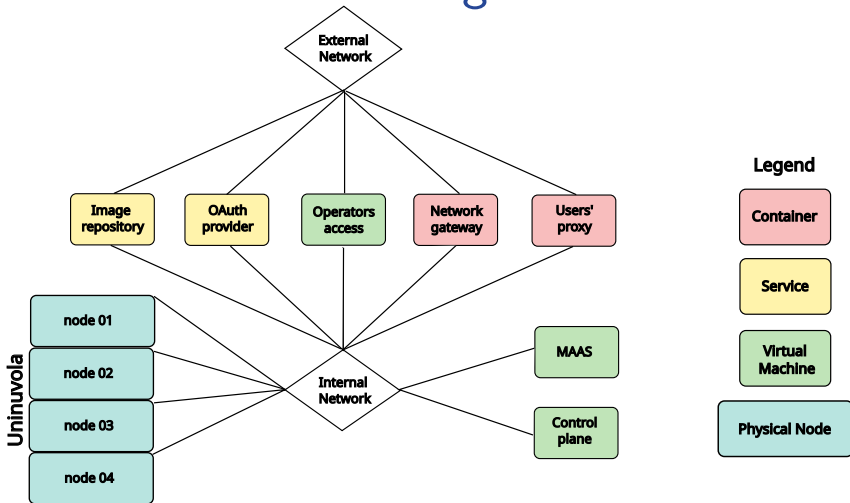 External
Network
Image
repository
OAuth
provider
Operators
access
Network
gateway
Users'
proxy
node 01
node 02
node 03
node 04
Uninuvola
Internal
Network
MAAS
Control
plane
Legend
Container
Service
Virtual
Machine
Physical Node